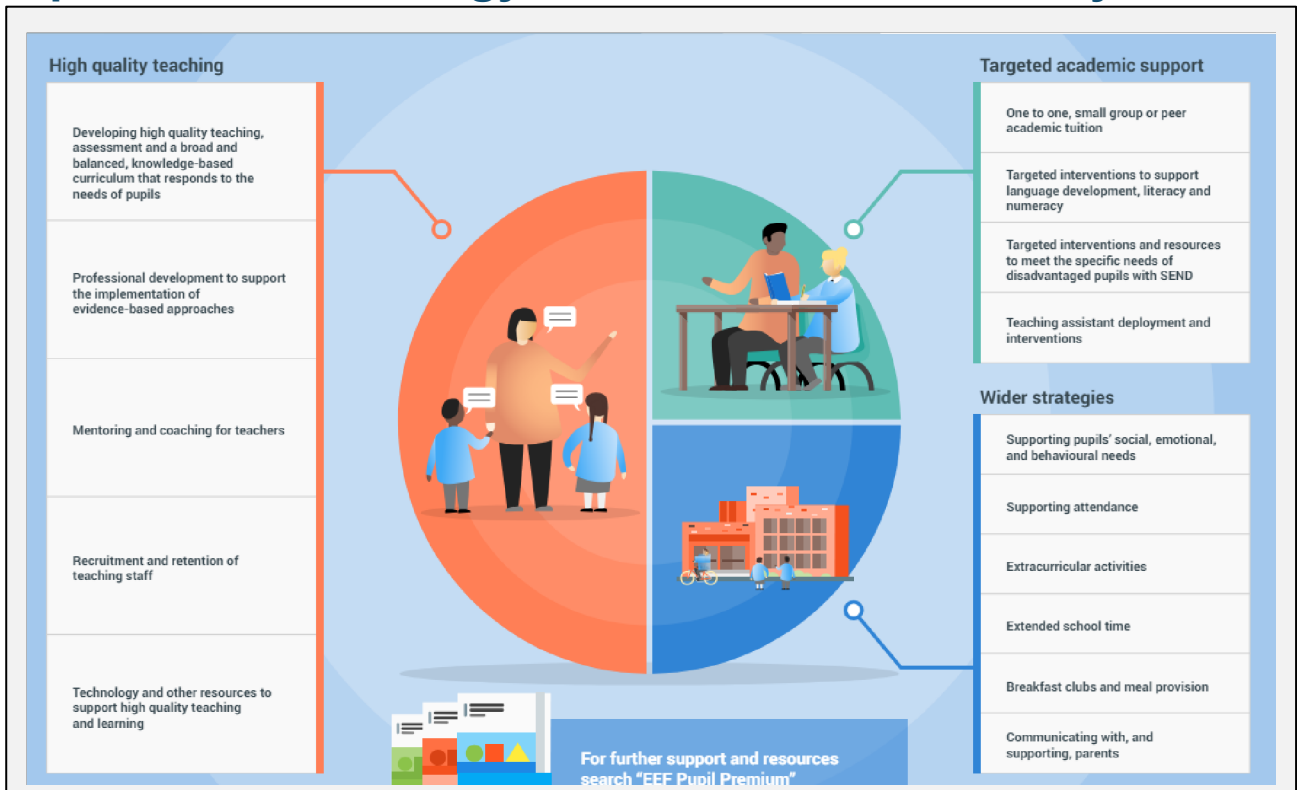 High quality teaching
Developing high quality teaching,
assessment and a broad and
balanced, knowledge-based
curriculum that responds to the
needs of pupils
Professional development to support
the implementation of
evidence-based approaches
Mentoring and coaching for teachers
Recruitment and retention of
teaching staff
Technology and other resources to
support high quality teaching
and learning
Targeted academic support
One to one, small group or peer
academic tuition
Targeted interventions to support
language development, literacy and
numeracy
Targeted interventions and resources
to meet the specific needs of
disadvantaged pupils with SEND
Teaching assistant deployment and
interventions
Wider strategies
Supporting pupils' social, emotional,
and behavioural needs
Supporting attendance
Extracurricular activities
Extended school time
Breakfast clubs and meal provision
Communicating with, and
supporting, parents
For further support and resources
search “EEF Pupil Premium”